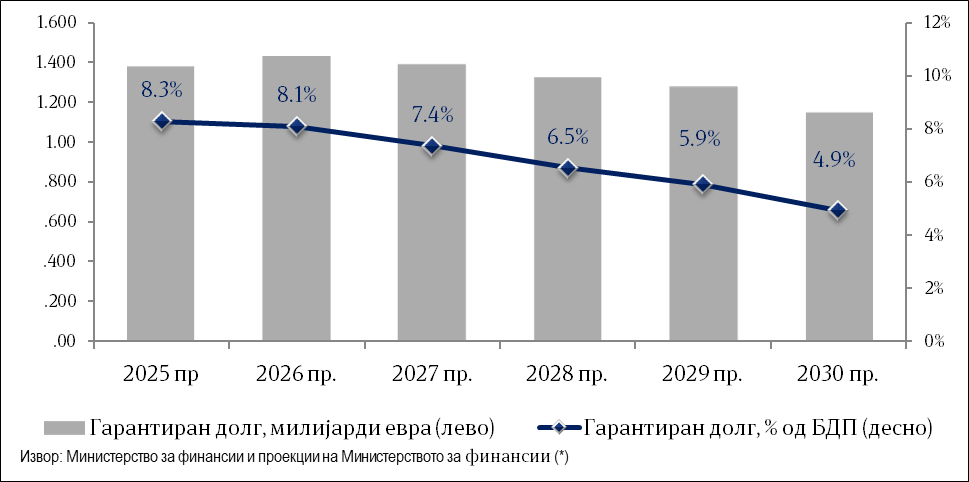 1.600
1.400
1.200
1.00
.800
.600
.400
.200
.00
12%
10%
8%
6%
4%
2%
0%
8.3%
8.1%
7.4%
6.5%
5.9%
4.9%
2025 пр
2026 пр.
2027 пр.
2028 пр.
2029 пр.
2030 пр.
Гарантиран долг, милијарди евра (лево)
Гарантиран долг, % од БДП (десно)
Извор: Министерство за финансии и проекции на Министерството за финансии (*)